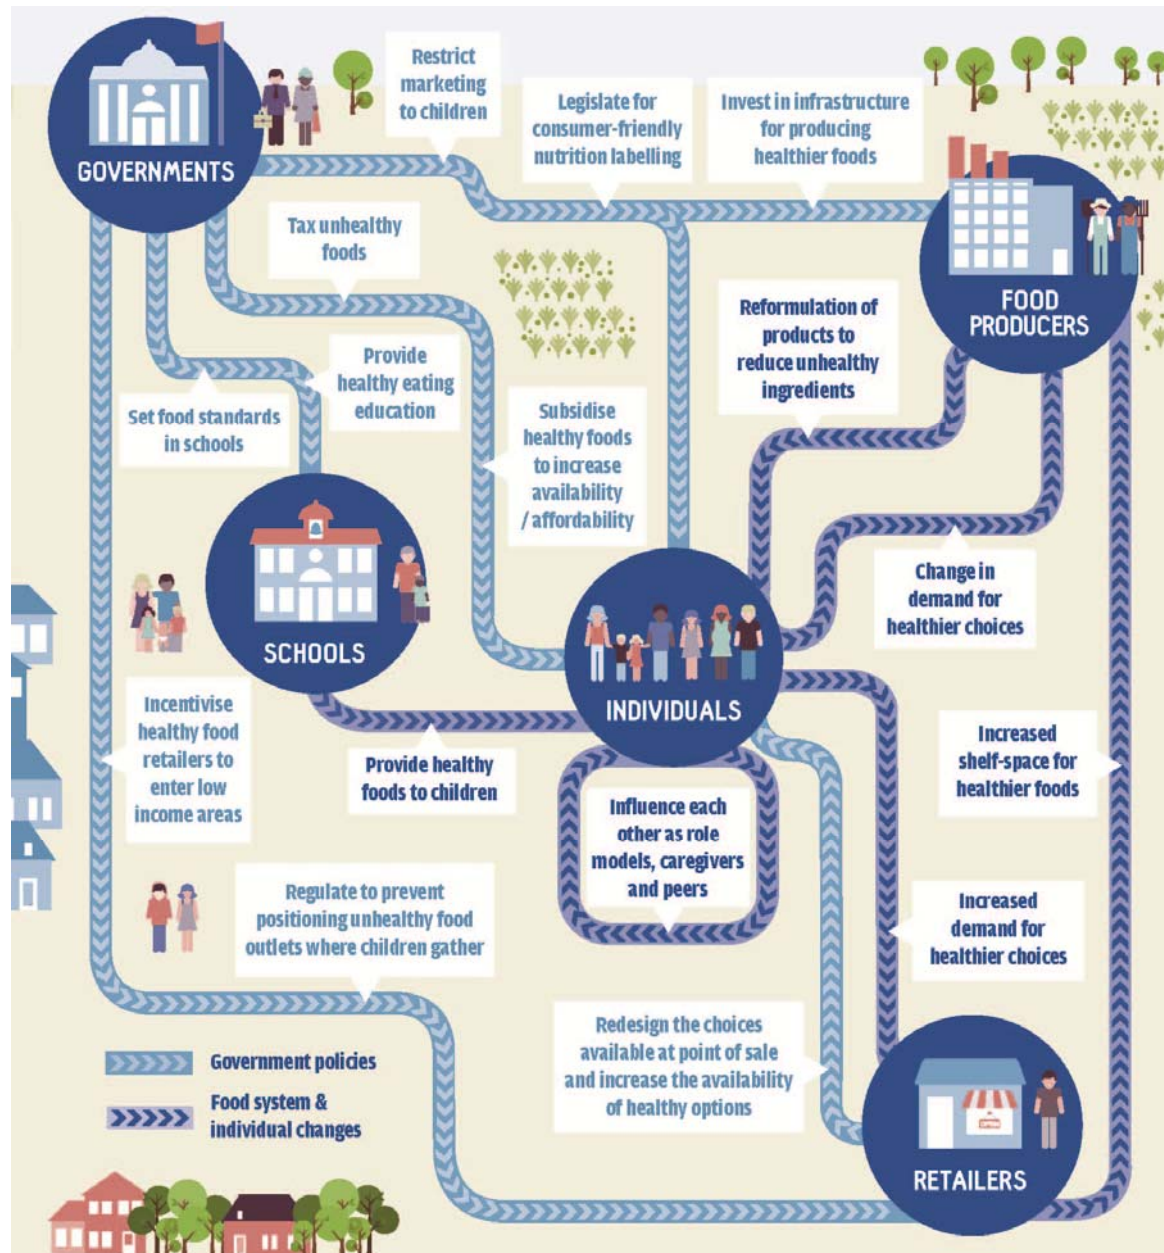 Restrict
marketing
to children
Legislate for
consumer-friendly
nutrition labelling
Invest in infrastructure
for producing
healthier foods
GOVERNMENTS
Tax unhealthy
foods
FOOD
PRODUCERS
Reformulation of
products to
reduce unhealthy
ingredients
Provide
healthy eating
education
Set food standards
in schools
Subsidise
healthy foods
to increase
availability
/ affordability
Change in
demand for
healthier choices
SCHOOLS
INDIVIDUALS
Incentivise
healthy food
retailers to
enter low
income areas
Provide healthy
foods to children
Increased
shelf-space for
healthier foods
Influence each
other as role
models, caregivers
and peers
Regulate to prevent
positioning unhealthy food
outlets where children gather
Increased
demand for
healthier choices
Redesign the choices
available at point of sale
and increase the availability
of healthy options
Government policies
Food system &
individual changes
OPEN
RETAILERS